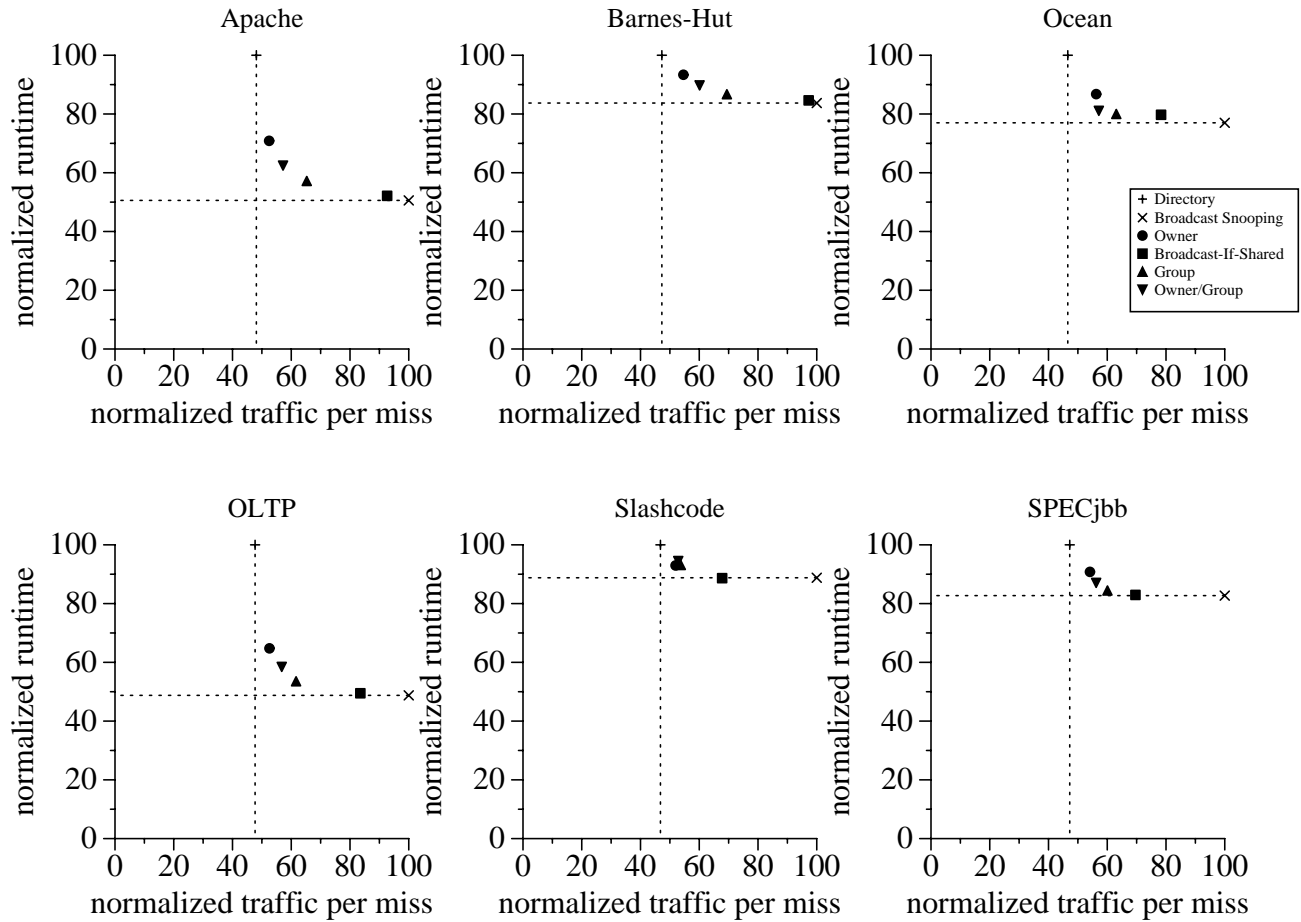 Apache
100
80
60
40
20
0
normalized runtime
0 20 40 60 80 100
normalized traffic per miss
Barnes-Hut
100
80
60
40
20
0
normalized runtime
0 20 40 60 80 100
normalized traffic per miss
Ocean
100
80
60
40
20
0
normalized runtime
0 20 40 60 80 100
normalized traffic per miss
Directory
Broadcast Snooping
Owner
Broadcast-If-Shared
Group
Owner/Group
OLTP
100
80
60
40
20
0
normalized runtime
0 20 40 60 80 100
normalized traffic per miss
Slashcode
100
80
60
40
20
0
normalized runtime
0 20 40 60 80 100
normalized traffic per miss
SPECjbb
100
80
60
40
20
0
normalized runtime
0 20 40 60 80 100
normalized traffic per miss